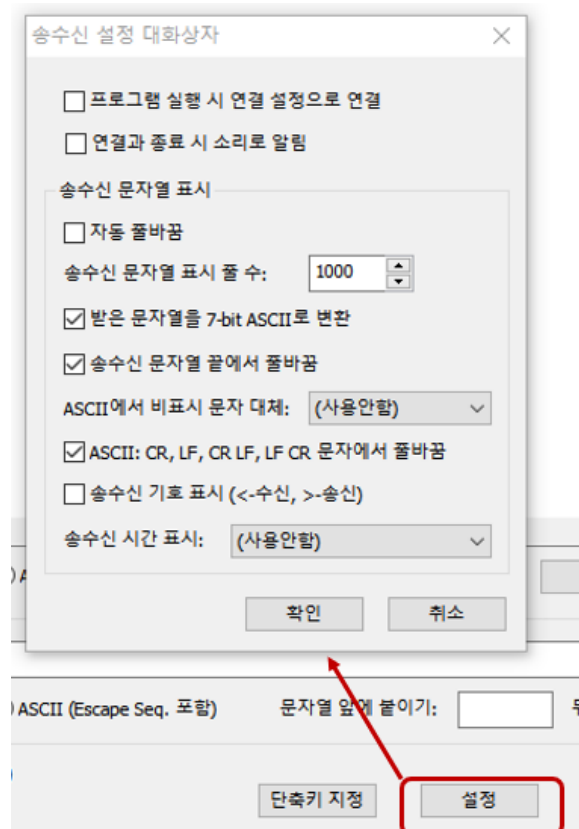 송수신 설정 대화상자
프로그램 실행 시 연결 설정으로 연결
연결과 종료 시 소리로 알림
송수신 문자열 표시
자동 줄바꿈
송수신 문자열 표시 줄 수: 1000
받은 문자열을 7-bit ASCII로 변환
송수신 문자열 끝에서 줄바꿈
ASCII에서 비표시 문자 대체: (사용안함)
ASCII: CR, LF, CR LF, LF CR 문자에서 줄바꿈
송수신 기호 표시 (<-수신, >-송신)
송수신 시간 표시: (사용안함)
확인 취소
) ASCII (Escape Seq. 포함) 문자열 앞에 붙이기:
단축키 지정 설정